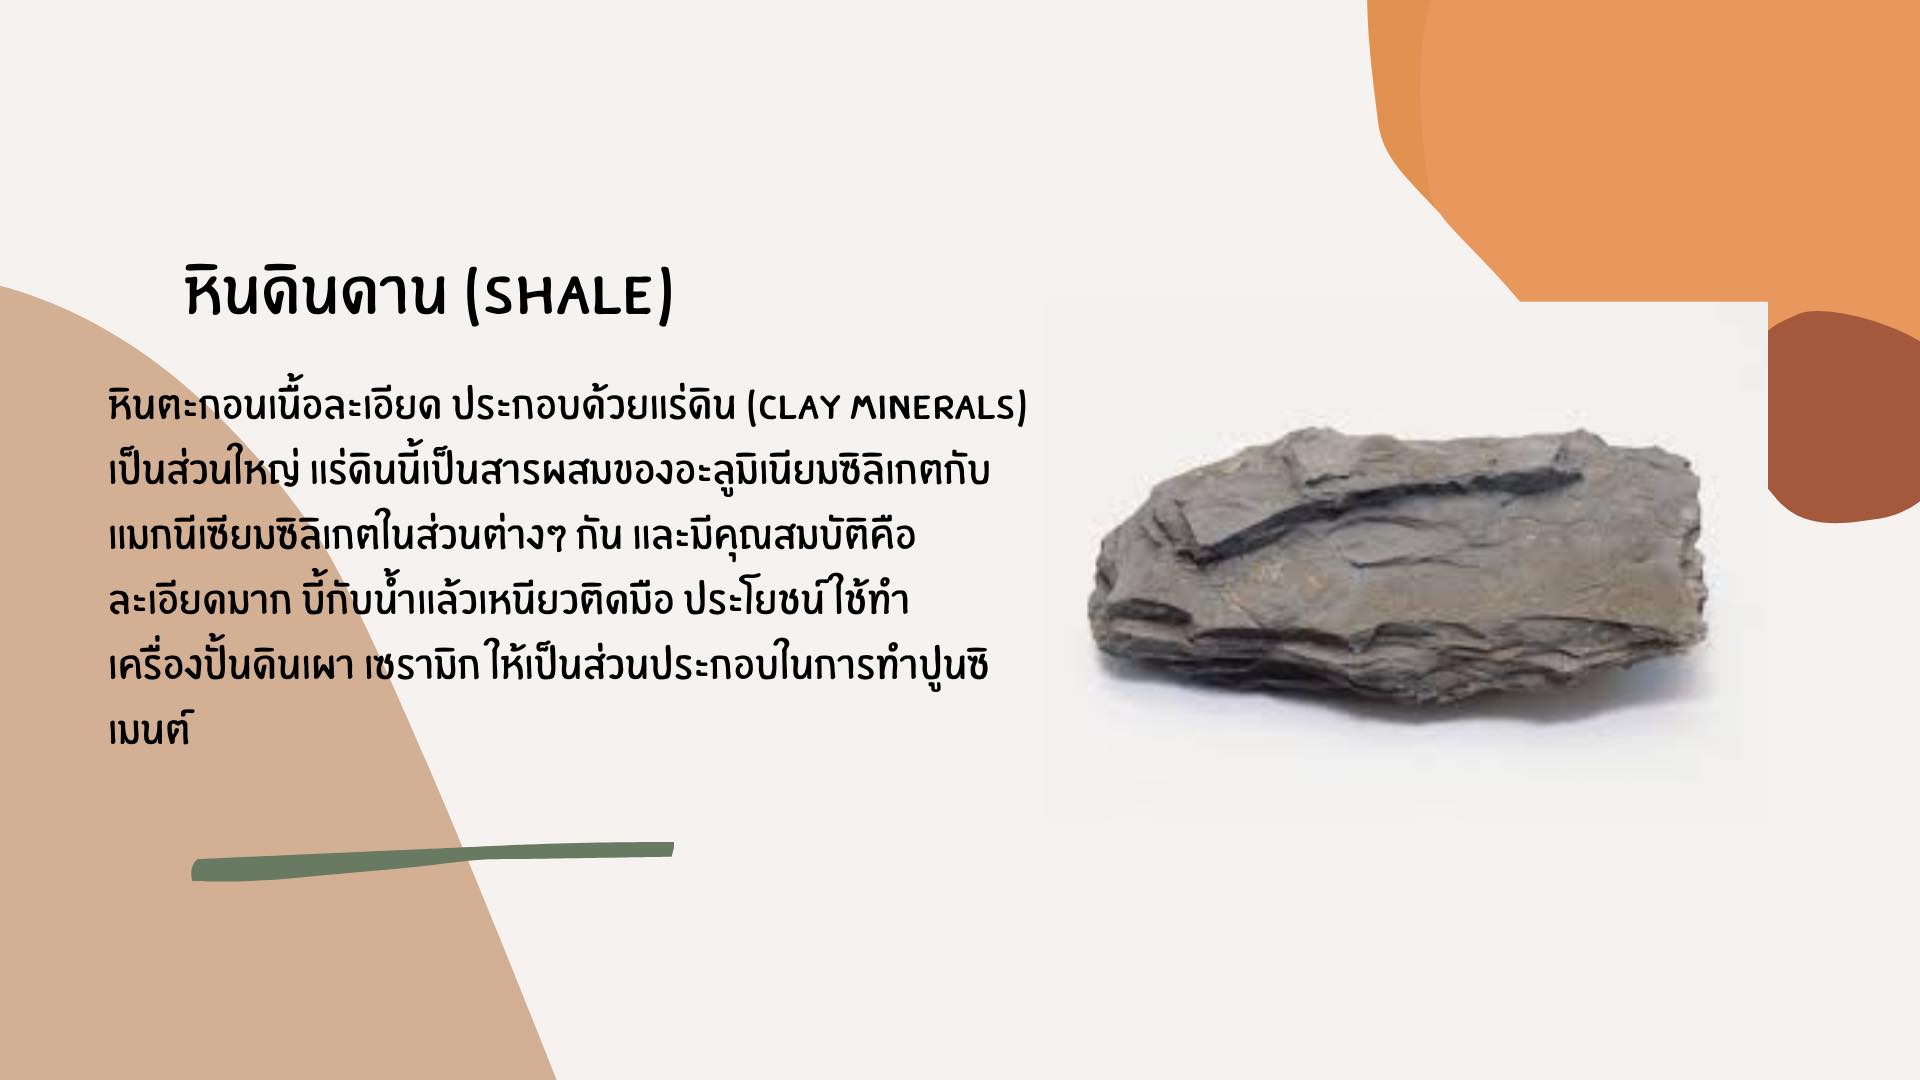 หินดินดาน (SHALE)
หินตะกอนเนื้อละเอียด ประกอบด้วยแร่ดิน (CLAY MINERALS)
เป็นส่วนใหญ่ แร่ดินนี้เป็นสารผสมของอะลูมิเนียมซิลิเกตกับ
แมกนีเซียมซิลิเกตในส่วนต่างๆ กัน และมีคุณสมบัติคือ
ละเอียดมาก บี้กับน้ำแล้วเหนียวติดมือ ประโยชน์ ใช้ทำ
เครื่องปั้นดินเผา เซรามิก ให้เป็นส่วนประกอบในการทำปูนซิ
เมนต์